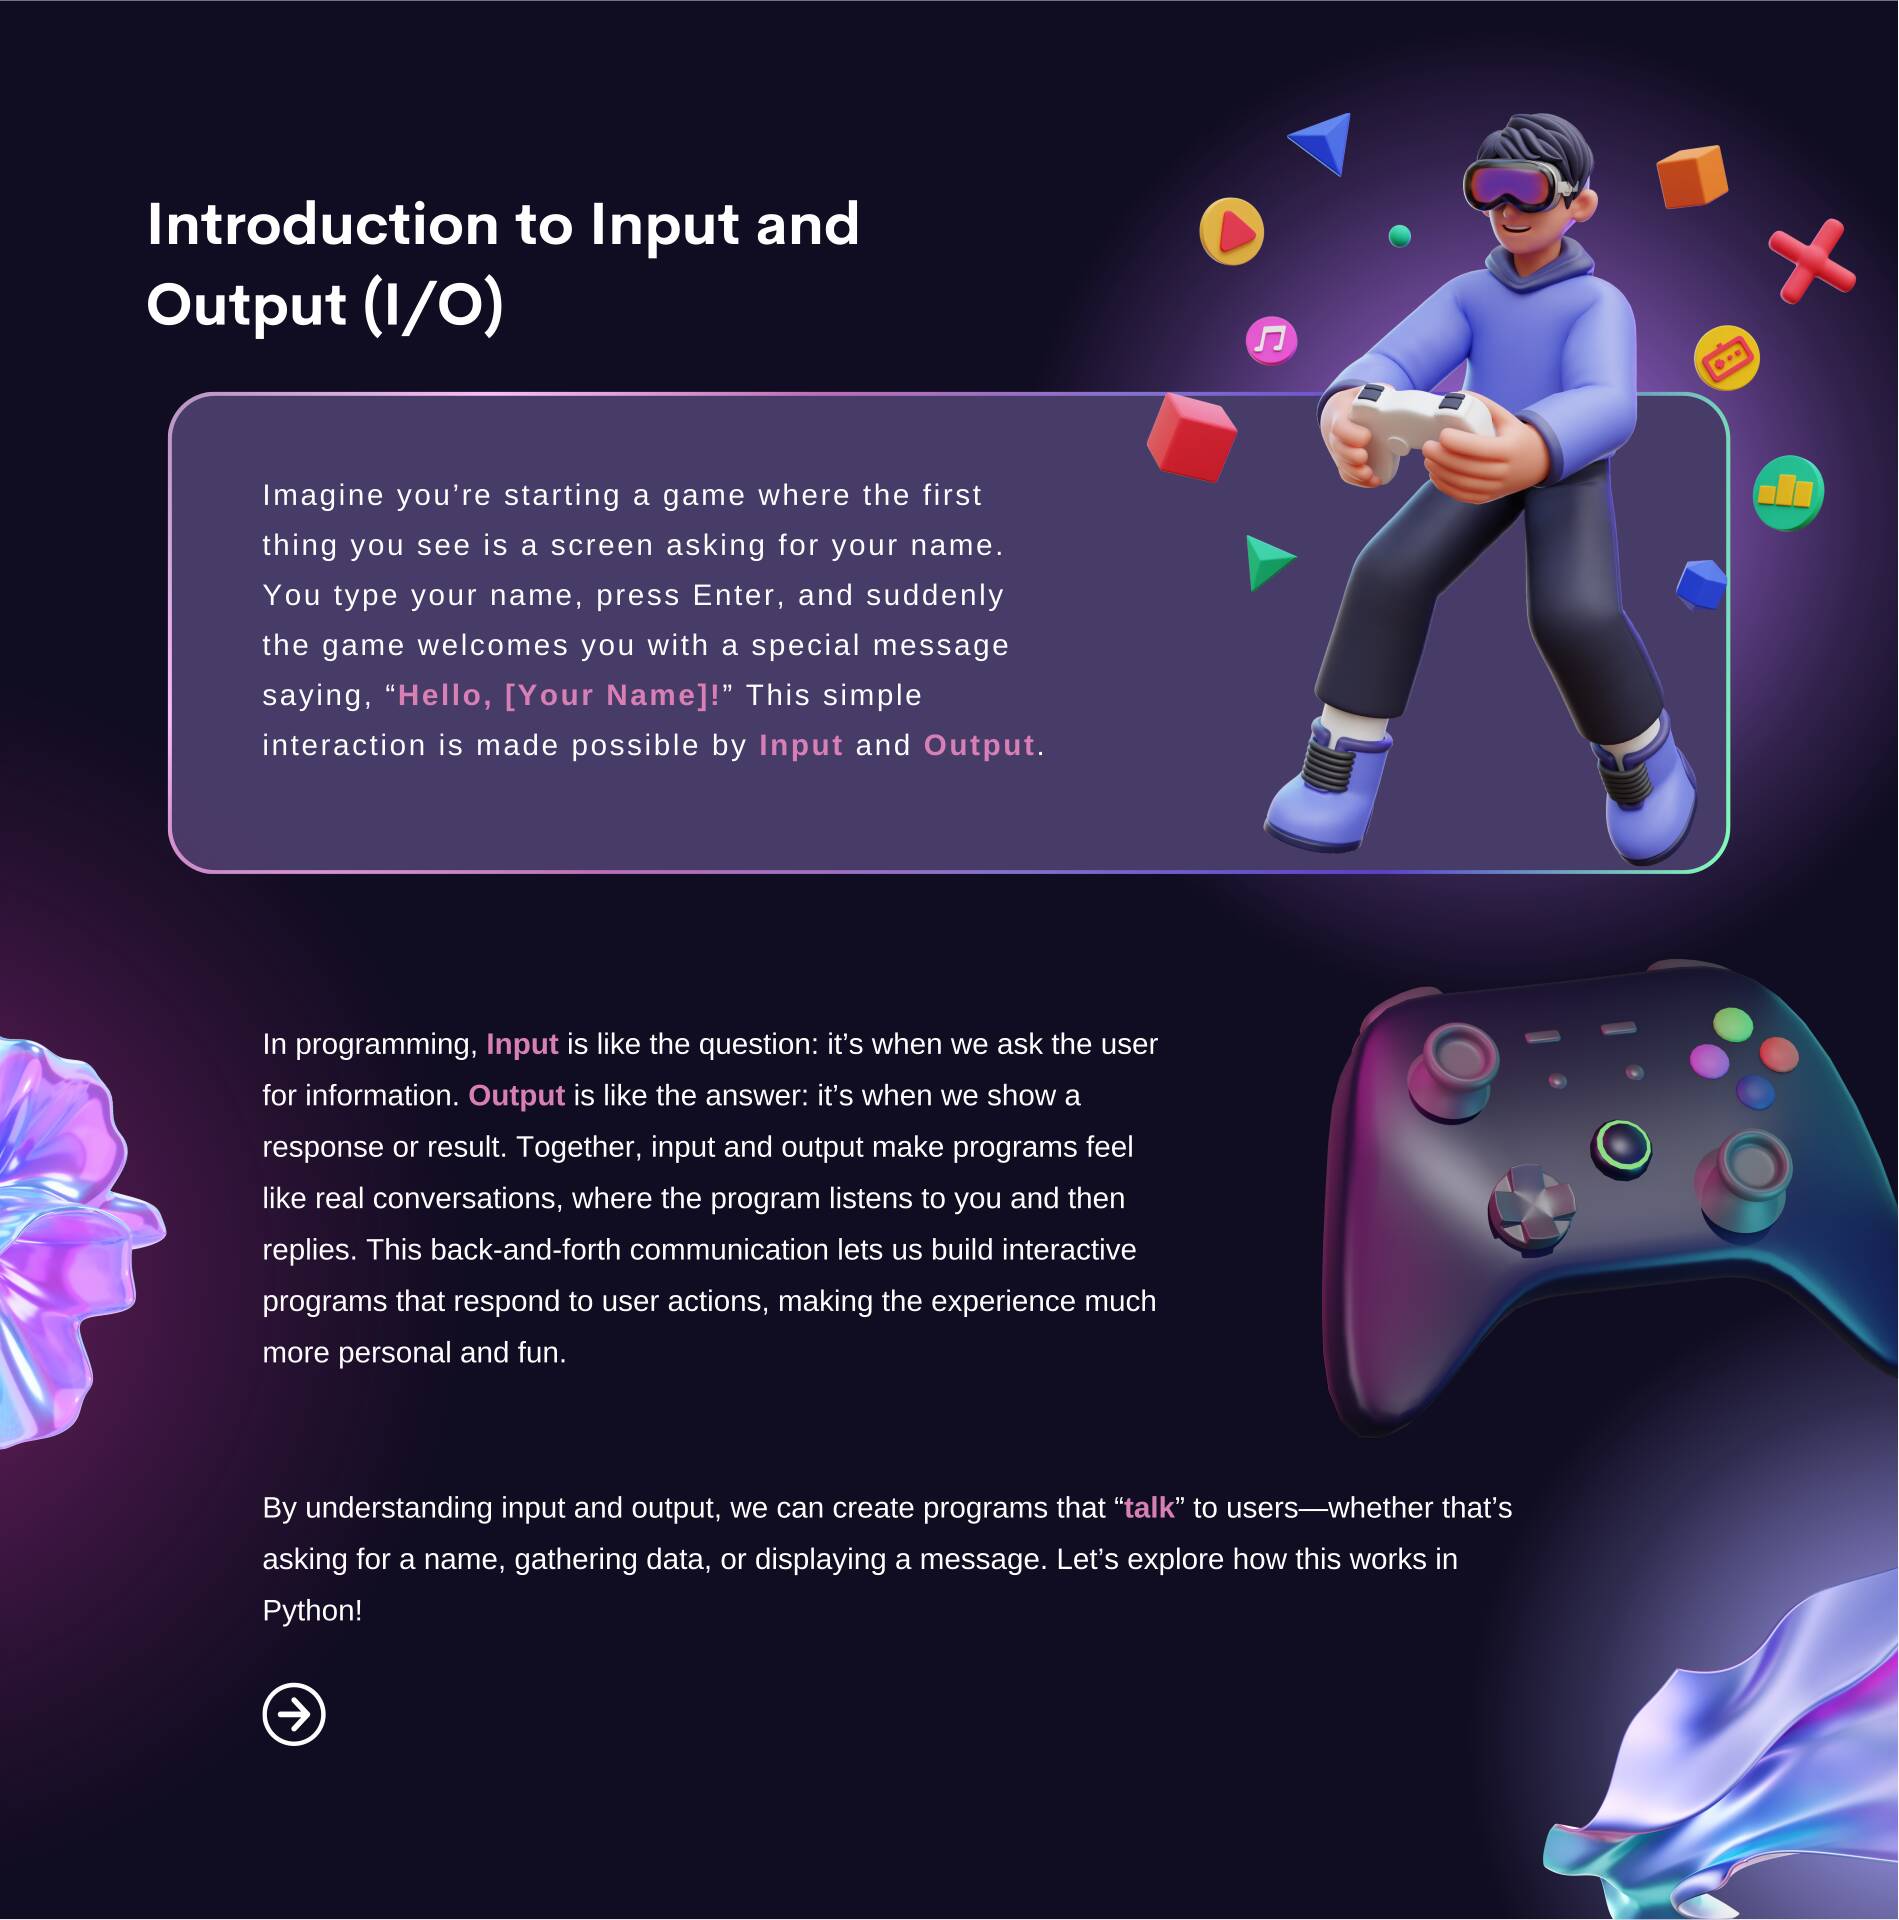 Introduction to Input and
Output (I/O)
Imagine you’re starting a game where the first
thing you see is a screen asking for your name.
You type your name, press Enter, and suddenly
the game welcomes you with a special message
saying, “Hello, [Your Name]!” This simple
interaction is made possible by Input and Output.
In programming, Input is like the question: it’s when we ask the user
for information. Output is like the answer: it’s when we show a
response or result. Together, input and output make programs feel
like real conversations, where the program listens to you and then
replies. This back-and-forth communication lets us build interactive
programs that respond to user actions, making the experience much
more personal and fun.
By understanding input and output, we can create programs that “talk” to users—whether that’s
asking for a name, gathering data, or displaying a message. Let’s explore how this works in
Python!